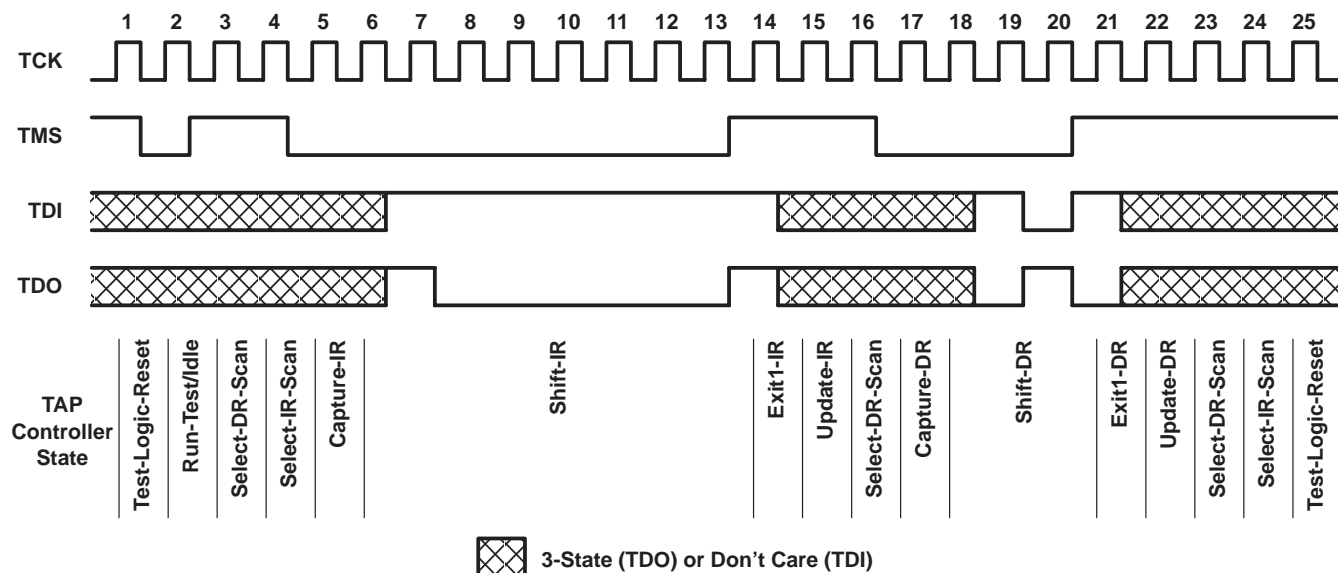 1 2 3 4 5 6 7 8 9 10 11 12 13 14 15 16 17 18 19 20 21 22 23 24 25
TCK
TMS
TDI
TDO
TAP
Controller
State
Test-Logic-Reset
Run-Test/Idle
Select-DR-Scan
Select-IR-Scan
Capture-IR
Shift-IR
Exit1-IR
Update-IR
Select-DR-Scan
Capture-DR
Shift-DR
Exit1-DR
Update-DR
Select-DR-Scan
Select-IR-Scan
Test-Logic-Reset
3-State (TDO) or Don't Care (TDI)